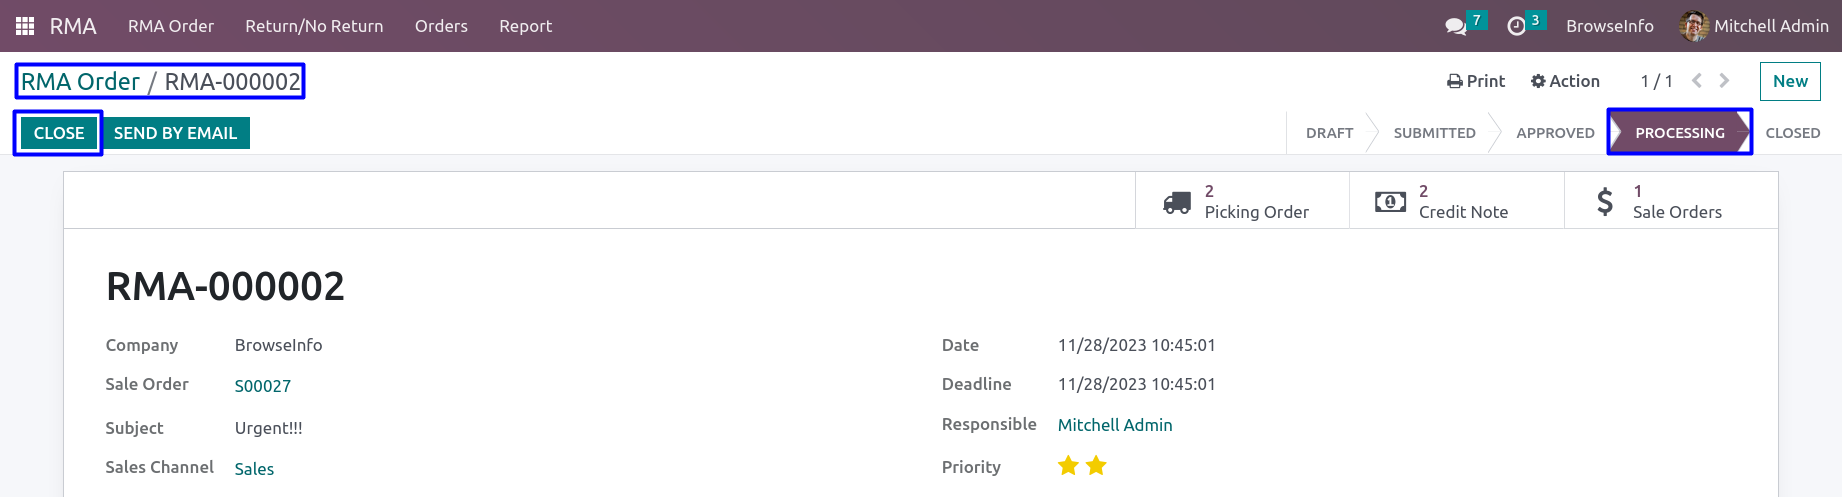 RMA RMA Order Return/No Return Orders Report 7 3 BrowseInfo Mitchell Admin
RMA Order / RMA-000002 Print Action 1 / 1 New
CLOSE SEND BY EMAIL DRAFT SUBMITTED APPROVED PROCESSING CLOSED
2 Picking Order
2 Credit Note
1 Sale Orders
RMA-000002
Company BrowseInfo
Sale Order S00027
Subject Urgent!!!
Sales Channel Sales
Date 11/28/2023 10:45:01
Deadline 11/28/2023 10:45:01
Responsible Mitchell Admin
Priority